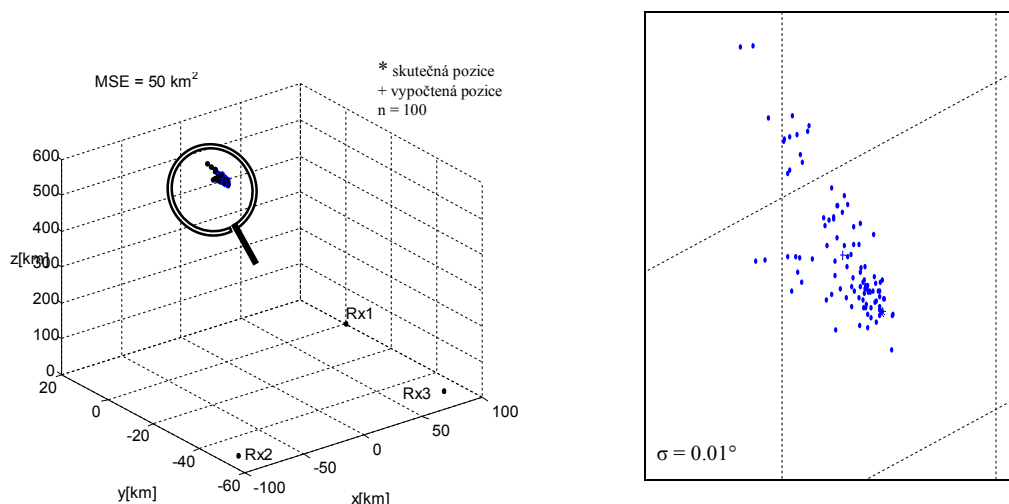 MSE = 50 km²
* skutečná pozice
+ vypočtená pozice
n = 100
600
500
400
300
200
100
0
z[km]
20
0
-20
-40
-60
y[km]
-100
-50
0
50
100
x[km]
Rx1
Rx3
Rx2
σ = 0.01°